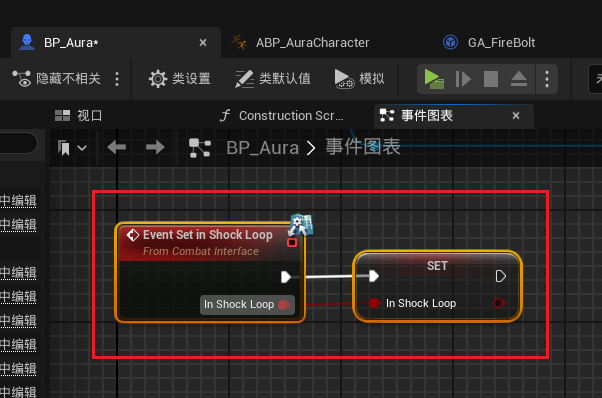 BP_Aura*
ABP_AuraCharacter
GA_FireBolt
隐藏不相关
类设置
类默认值
模拟
视口
Construction Scr...
事件图表
BP_Aura > 事件图表
中编辑
中编辑
中编辑
中编辑
中编辑
中编辑
中编辑
中编辑
Event Set in Shock Loop
From Combat Interface
In Shock Loop
SET
In Shock Loop